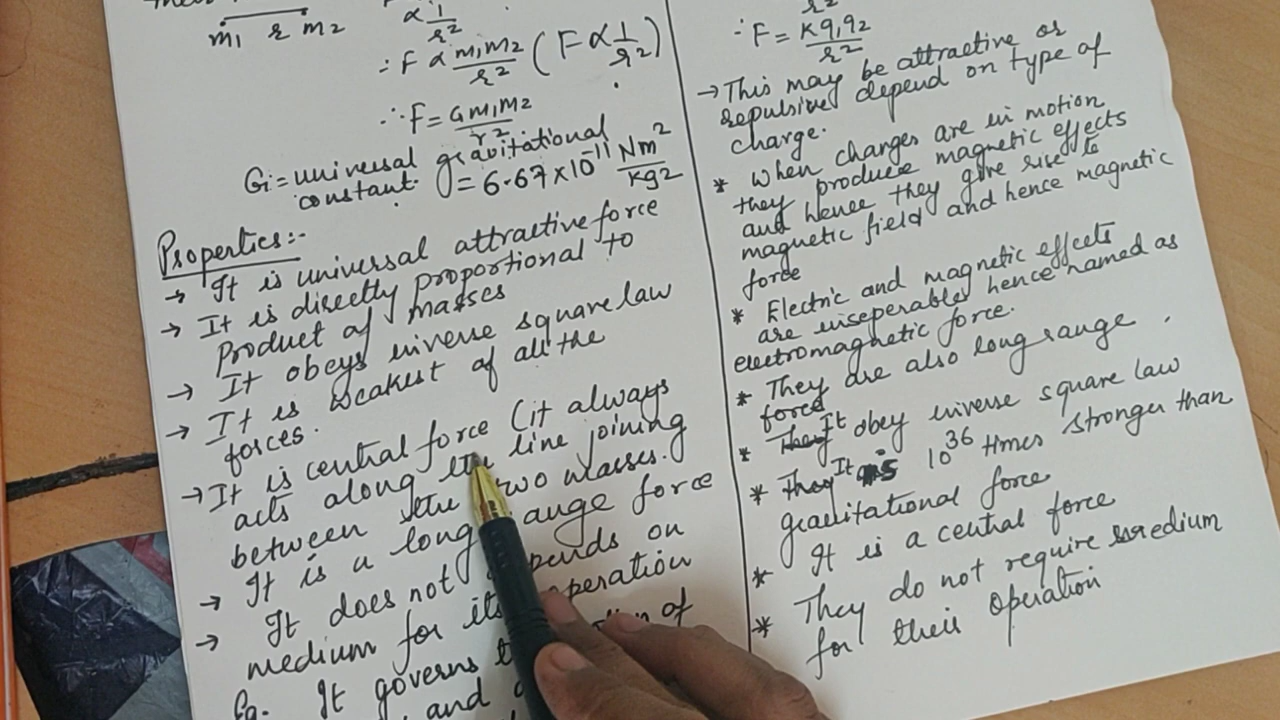 m1 r m2
∝ 1/r²
∴ F ∝ m1m2/r² (F ∝ 1/r²)
∴ F = Gm1m2/r²
G = universal gravitational
constant. = 6.67×10⁻¹¹ Nm²/kg2
Properties:-
→ It is universal attractive force
→ It is directly proportional to
product of masses
→ It obeys inverse square law
→ It is weakest of all the
forces.
→ It is central force (it always
acts along the line joining
between the two masses.
→ It is a long range force
→ It does not depends on
medium for its operation
Eg. It governs of
and
r²
∴ F = Kq1q2/r²
→ This may be attractive or
repulsive depend on type of
charge.
* When charges are in motion
they produce magnetic effects
and hence they give rise to
magnetic field and hence magnetic
force
* Electric and magnetic effects
are inseperable hence named as
electromagnetic force.
* They are also long range
force
* It obey inverse square law
* It is 10³⁶ times stronger than
gravitational force
* It is a central force
* They do not require medium
for their operation